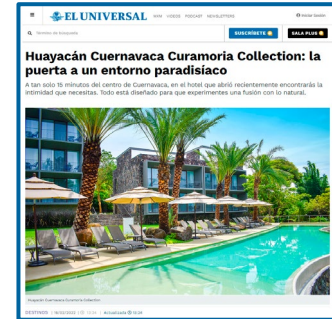 EL UNIVERSAL
VIDEOS PODCAST NEWSLETTERS
Iniciar Sesión
SUSCRÍBETE
SALA PLUS
Huayacán Cuernavaca Curamoria Collection: la
puerta a un entorno paradisíaco
A tan solo 15 minutos del centro de Cuernavaca, en el hotel que abrió recientemente encontrarás la
intimidad que necesitas. Todo está diseñado para que experimentes una fusión con lo natural.
Huayacán Cuernavaca Curamoria Collection
DESTINOS
Actualizada